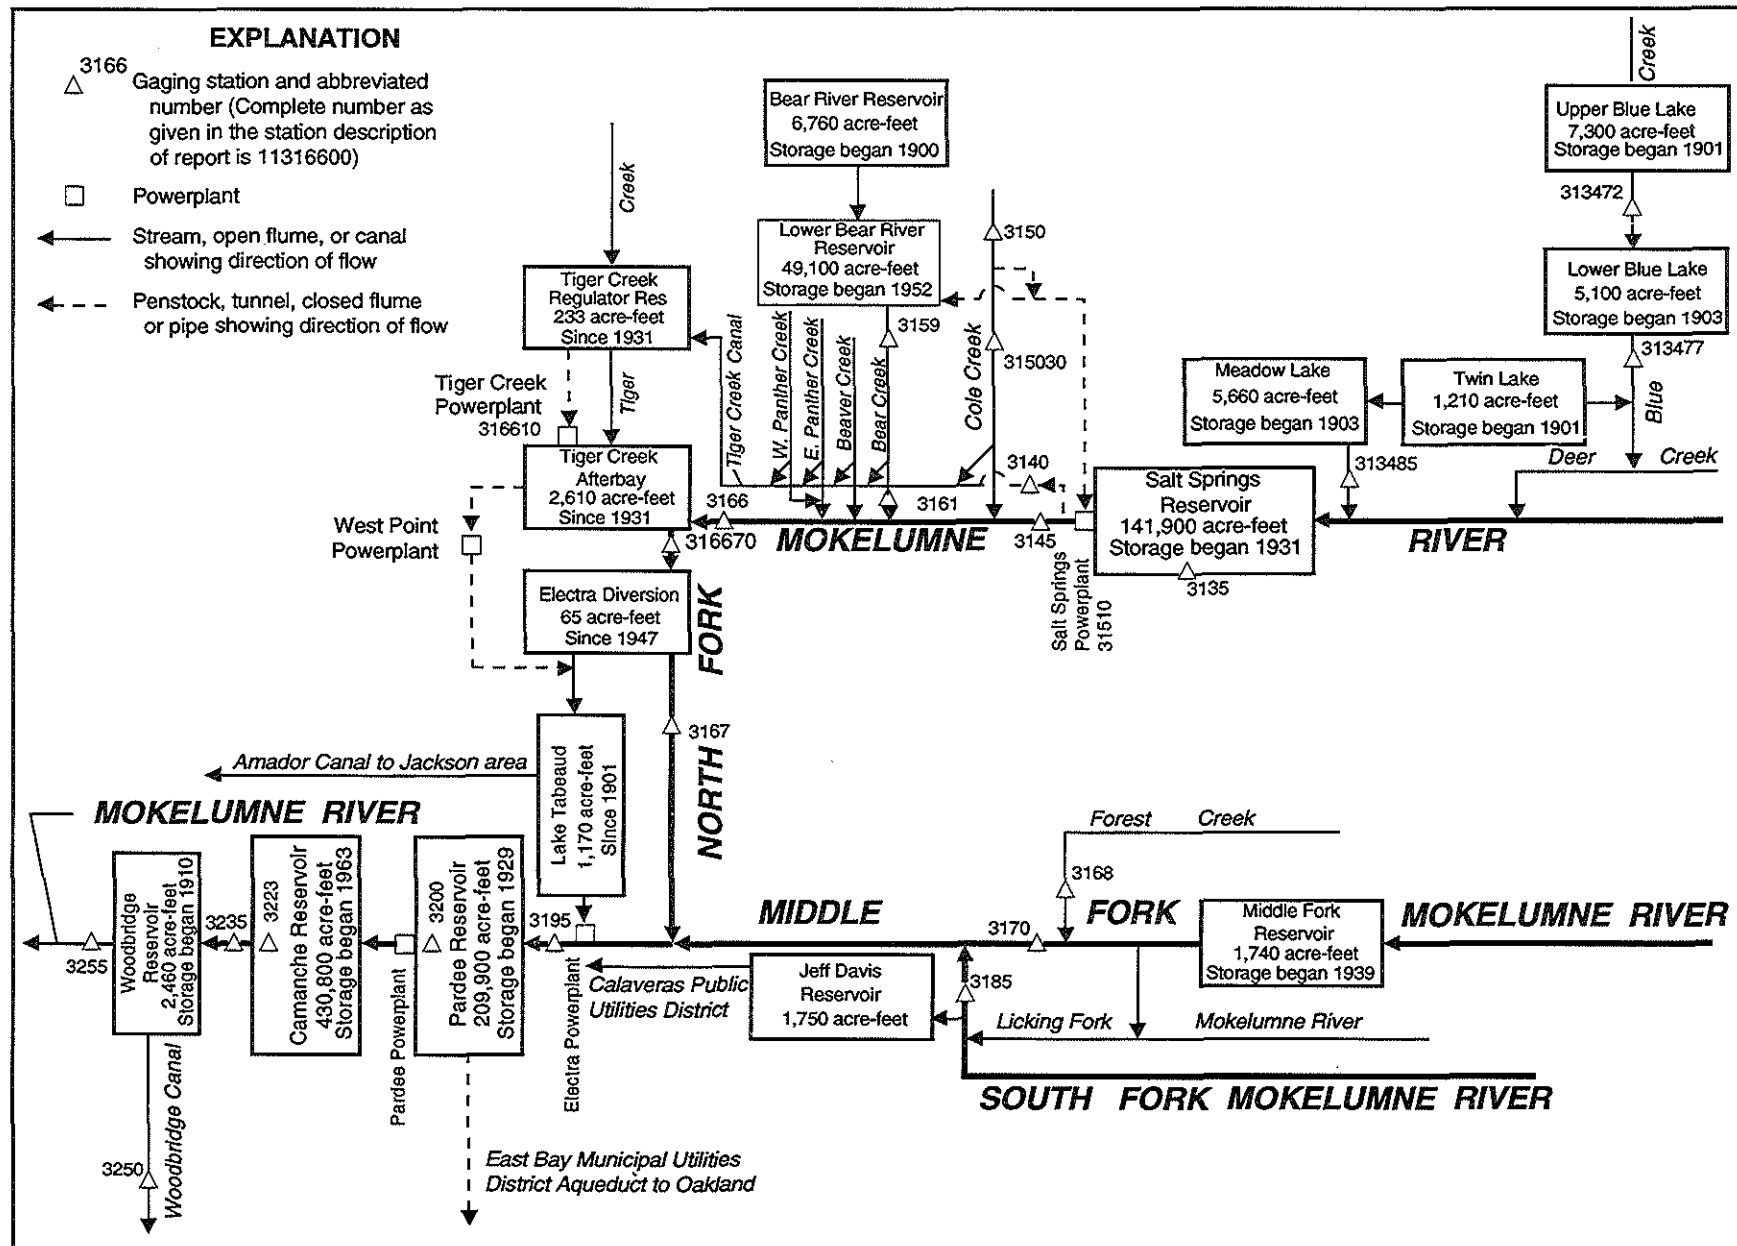 EXPLANATION
3166
Gaging station and abbreviated
number (Complete number as
given in the station description
of report is 11316600)
Powerplant
Stream, open flume, or canal
showing direction of flow
Penstock, tunnel, closed flume
or pipe showing direction of flow
Creek
Bear River Reservoir
6,760 acre-feet
Storage began 1900
Creek
Upper Blue Lake
7,300 acre-feet
Storage began 1901
313472
Lower Blue Lake
5,100 acre-feet
Storage began 1903
313477
Blue
Lower Bear River
Reservoir
49,100 acre-feet
Storage began 1952
3150
3159
315030
Cole Creek
Tiger Creek
Regulator Res
233 acre-feet
Since 1931
Tiger Creek
Powerplant
316610
Tiger
Tiger Creek Canal
W. Panther Creek
E. Panther Creek
Beaver Creek
Bear Creek
Meadow Lake
5,660 acre-feet
Storage began 1903
Twin Lake
1,210 acre-feet
Storage began 1901
313485
Deer Creek
Tiger Creek
Afterbay
2,610 acre-feet
Since 1931
3166
3161
3140
Salt Springs
Reservoir
141,900 acre-feet
Storage began 1931
West Point
Powerplant
316670
MOKELUMNE
3145
RIVER
3135
Salt Springs
Powerplant
31510
Electra Diversion
65 acre-feet
Since 1947
NORTH FORK
3167
Lake Tabeaud
1,170 acre-feet
Since 1901
Amador Canal to Jackson area
MOKELUMNE RIVER
Forest Creek
3168
Woodbridge
Reservoir
2,460 acre-feet
Storage began 1910
3235
3223
Camanche Reservoir
430,800 acre-feet
Storage began 1963
3200
Pardee Reservoir
209,900 acre-feet
Storage began 1929
3195
MIDDLE
3170
FORK
Middle Fork
Reservoir
1,740 acre-feet
Storage began 1939
MOKELUMNE RIVER
3255
Pardee Powerplant
Electra Powerplant
Calaveras Public
Utilities District
Jeff Davis
Reservoir
1,750 acre-feet
3185
Licking Fork Mokelumne River
SOUTH FORK MOKELUMNE RIVER
3250
Woodbridge Canal
East Bay Municipal Utilities
District Aqueduct to Oakland